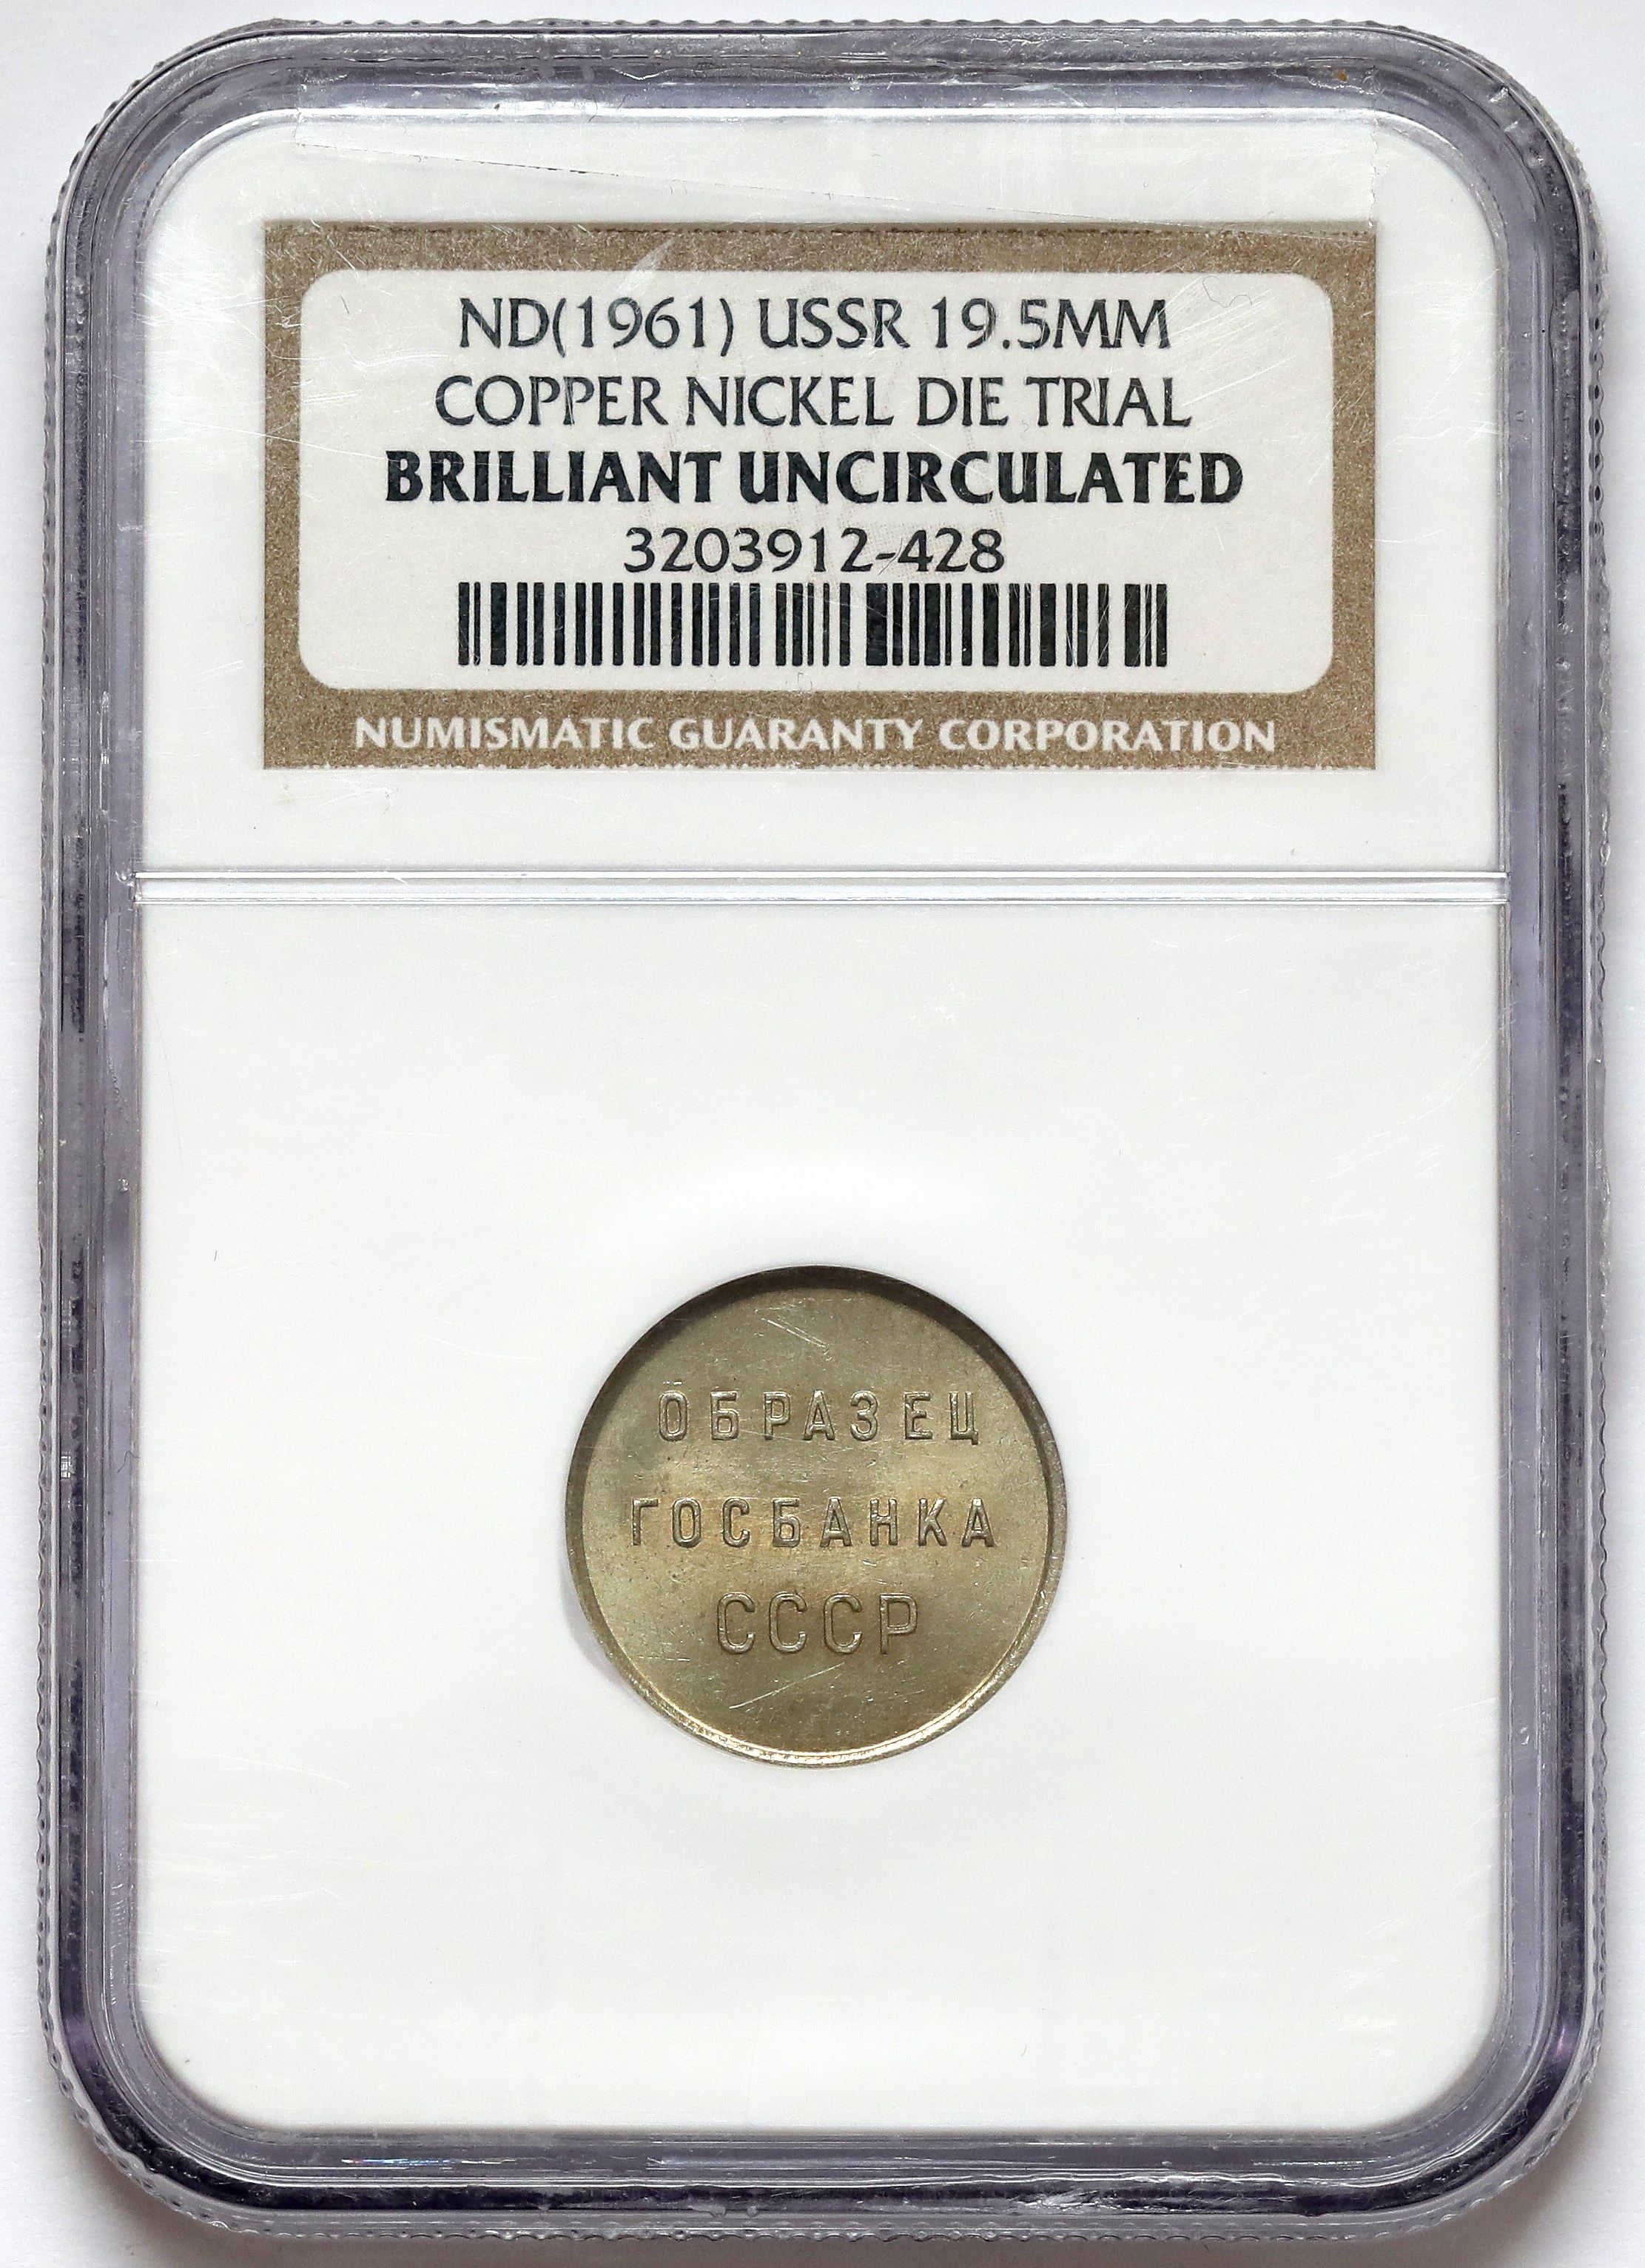 ND(1961) USSR 19.5MM
COPPER NICKEL DIE TRIAL
BRILLIANT UNCIRCULATED
3203912-428
NUMISMATIC GUARANTY CORPORATION
ОБРАЗЕЦ
ГОСБАНКА
СССР